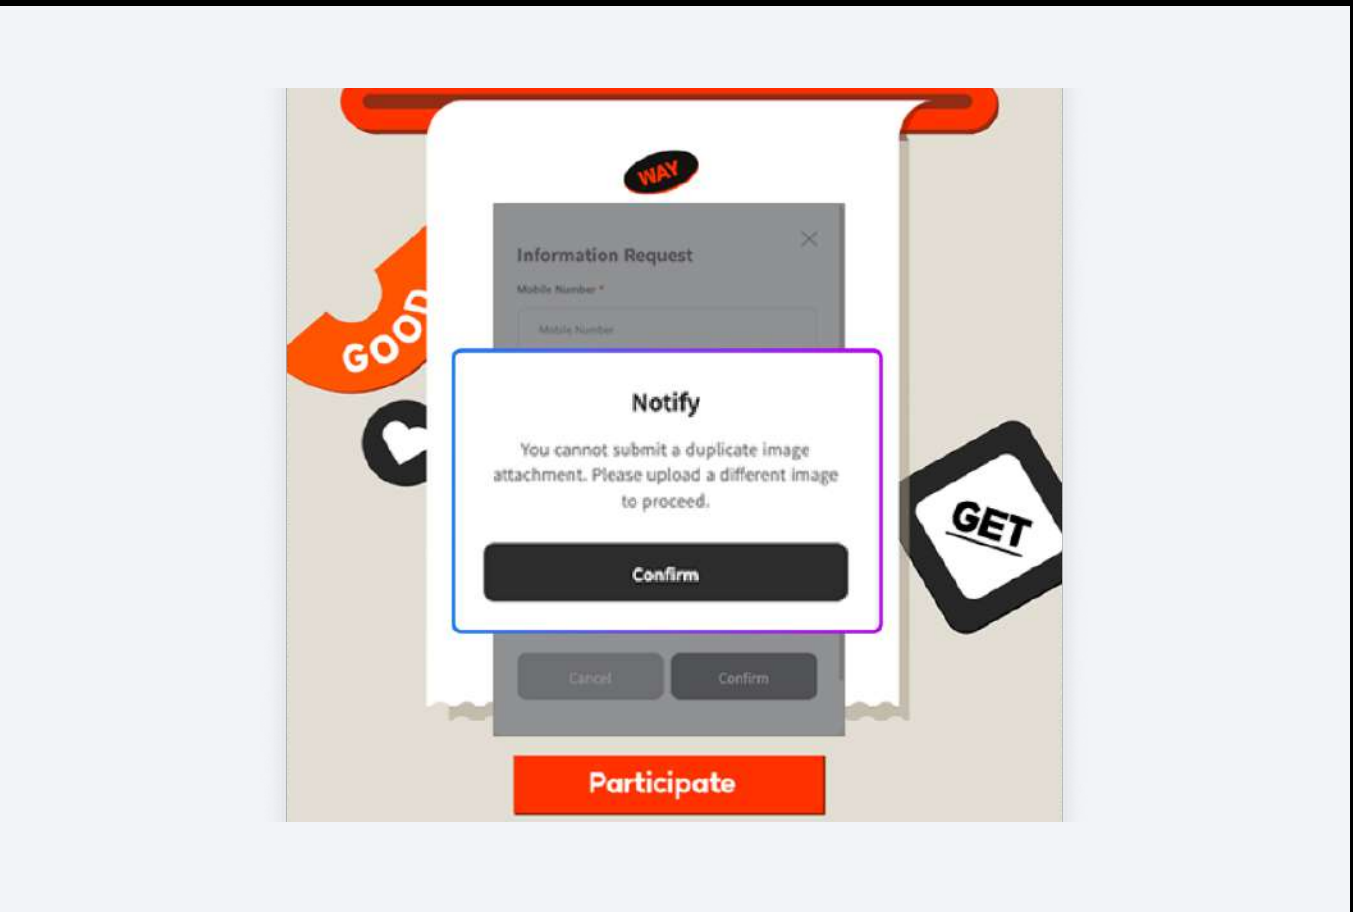 WAY
Information Request
Mobile Number *
Mobile Number
GOOD
Notify
You cannot submit a duplicate image
attachment. Please upload a different image
to proceed.
Confirm
GET
Cancel
Confirm
Participate